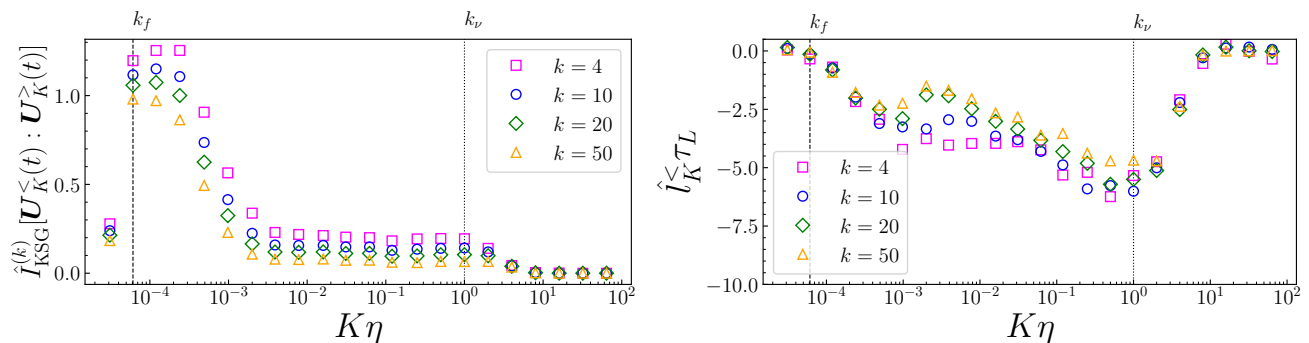 k_f
k_ν
1.0
0.5
0.0
k = 4
k = 10
k = 20
k = 50
Î_{KSG}^{(k)}[U_K^<(t) : U_K^>(t)]
10^{-4} 10^{-3} 10^{-2} 10^{-1} 10^0 10^1 10^2
Kη
k_f
k_ν
0.0
−2.5
−5.0
−7.5
−10.0
k = 4
k = 10
k = 20
k = 50
l̂_K^< τ_L
10^{-4} 10^{-3} 10^{-2} 10^{-1} 10^0 10^1 10^2
Kη